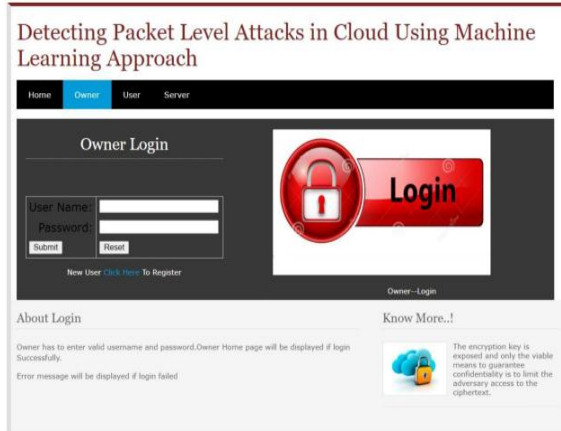 Detecting Packet Level Attacks in Cloud Using Machine
Learning Approach
Home Owner User Server
Owner Login
User Name:
Password:
Submit Reset
New User Click Here To Register
Login
Owner--Login
About Login
Owner has to enter valid username and password.Owner Home page will be displayed if login
Successfully.
Error message will be displayed if login failed
Know More..!
The encryption key is
exposed and only the viable
means to guarantee
confidentiality is to limit the
adversary access to the
ciphertext.